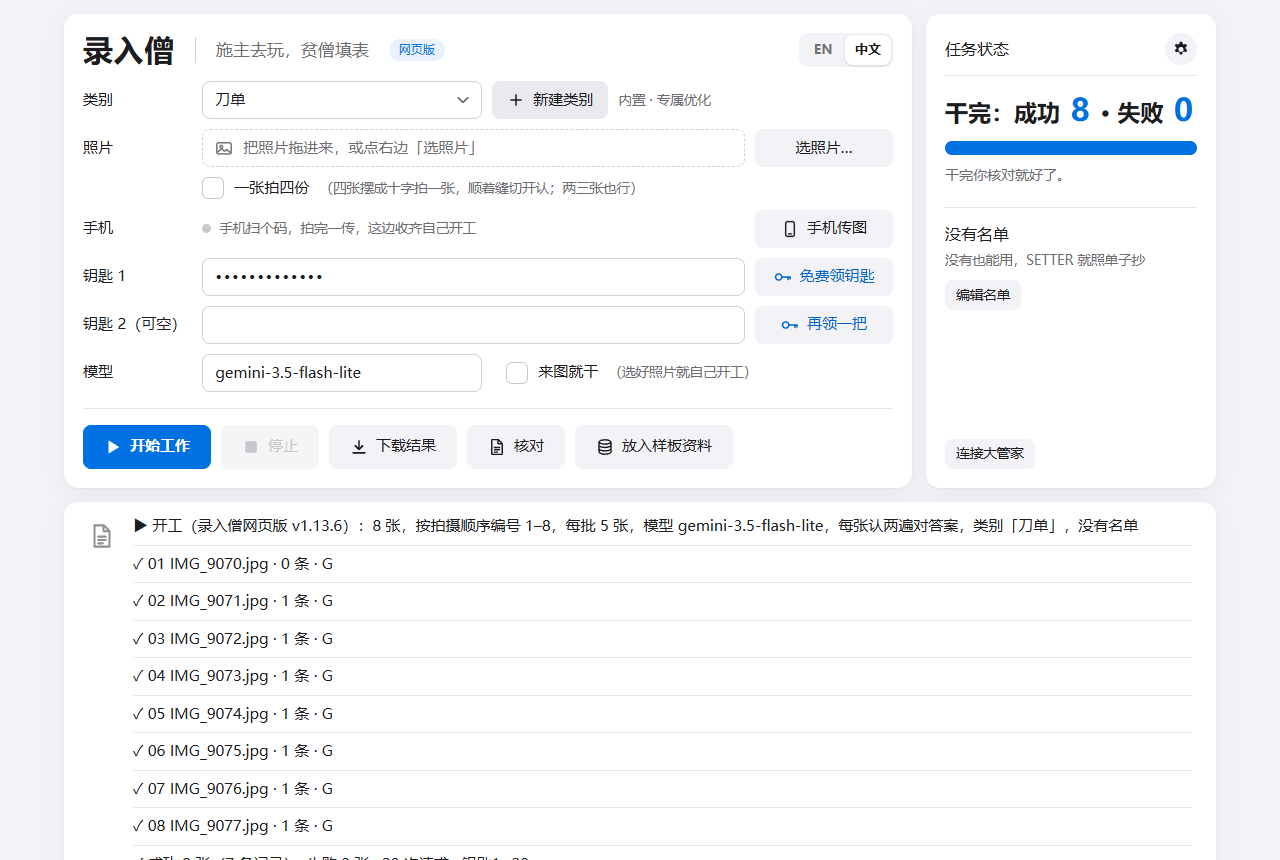 录入僧
施主去玩，贫僧填表
网页版
EN 中文
类别
刀单
新建类别
内置 · 专属优化
照片
把照片拖进来，或点右边「选照片」
选照片...
一张拍四份 （四张摆成十字拍一张，顺着缝切开认；两三张也行）
手机
手机扫个码，拍完一传，这边收齐自己开工
手机传图
钥匙 1
•••••••••••••
免费领钥匙
钥匙 2（可空）
再领一把
模型
gemini-3.5-flash-lite
来图就干 （选好照片就自己开工）
开始工作
停止
下载结果
核对
放入样板资料
任务状态
干完：成功 8 · 失败 0
干完你核对就好了。
没有名单
没有也能用，SETTER 就照单子抄
编辑名单
连接大管家
▶ 开工（录入僧网页版 v1.13.6）：8 张，按拍摄顺序编号 1–8，每批 5 张，模型 gemini-3.5-flash-lite，每张认两遍对答案，类别「刀单」，没有名单
✓ 01 IMG_9070.jpg · 0 条 · G
✓ 02 IMG_9071.jpg · 1 条 · G
✓ 03 IMG_9072.jpg · 1 条 · G
✓ 04 IMG_9073.jpg · 1 条 · G
✓ 05 IMG_9074.jpg · 1 条 · G
✓ 06 IMG_9075.jpg · 1 条 · G
✓ 07 IMG_9076.jpg · 1 条 · G
✓ 08 IMG_9077.jpg · 1 条 · G